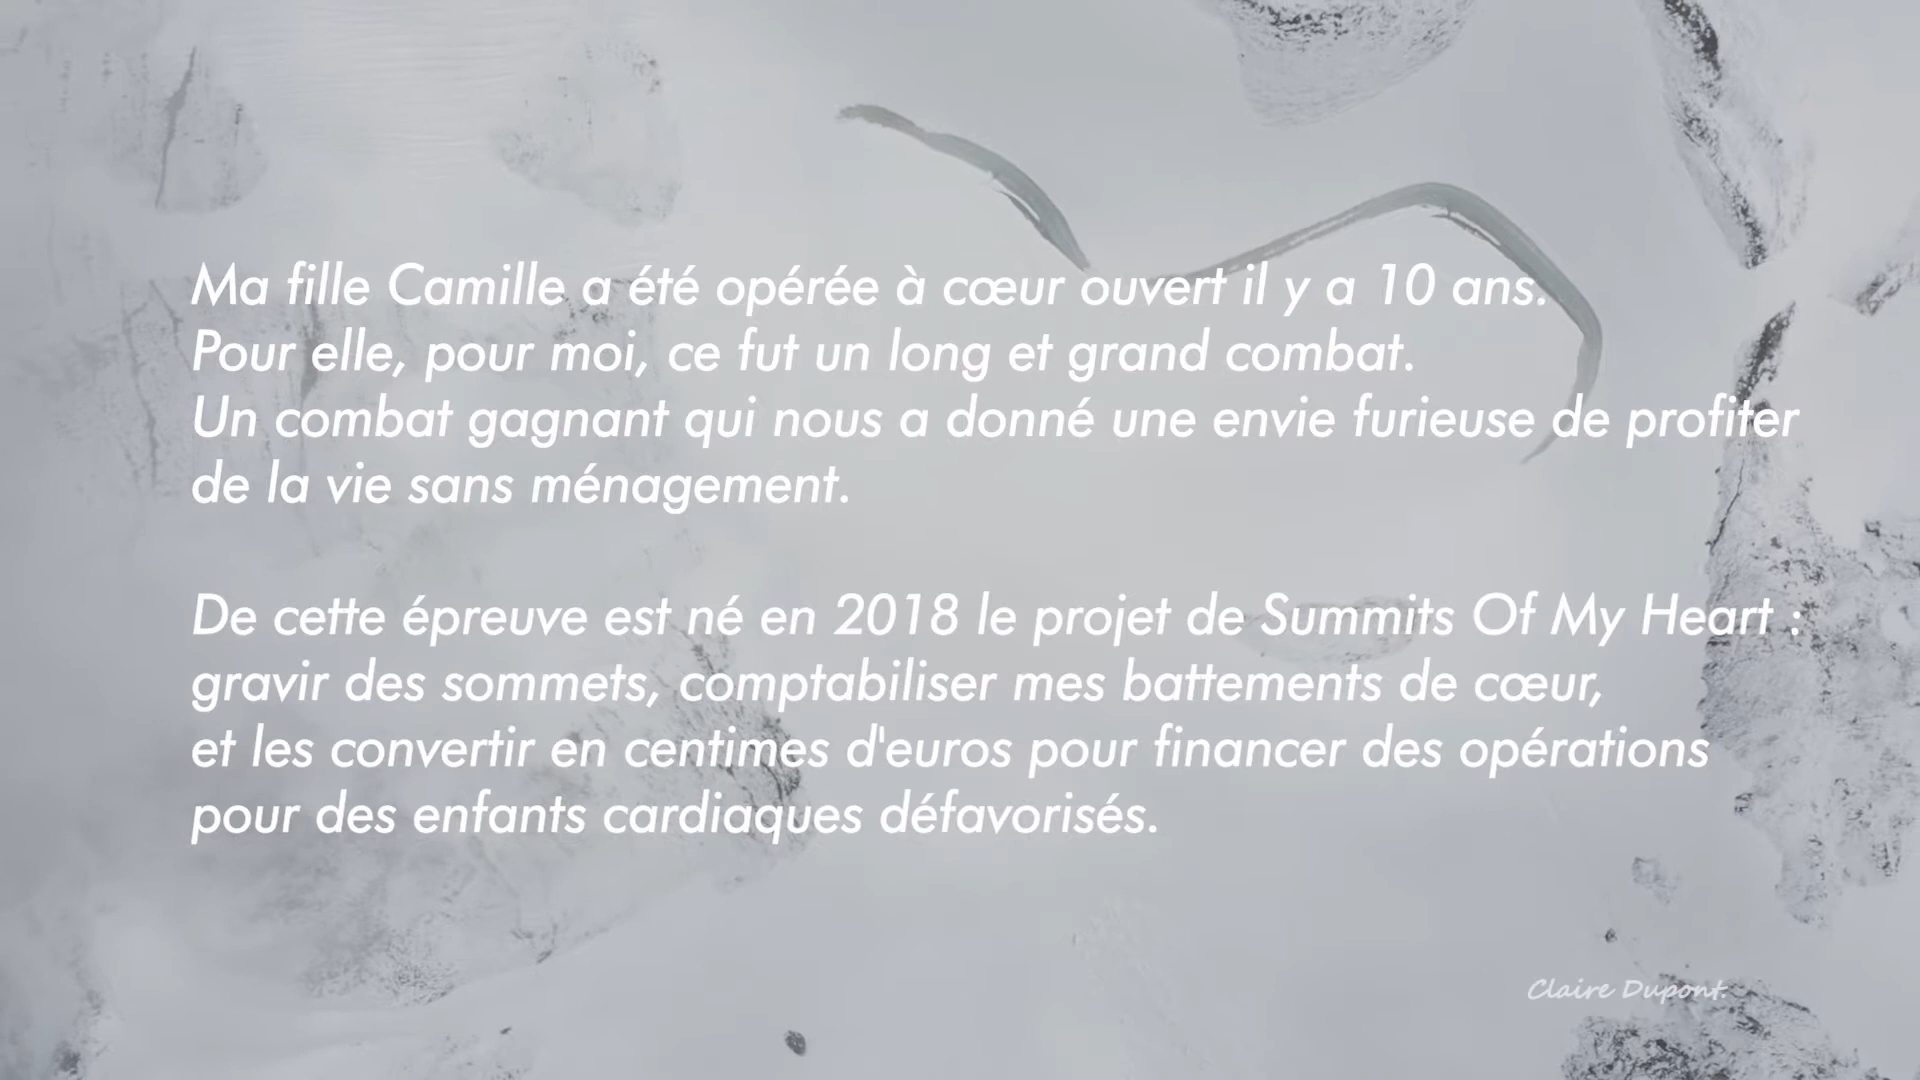 Ma fille Camille a été opérée à cœur ouvert il y a 10 ans.
Pour elle, pour moi, ce fut un long et grand combat.
Un combat gagnant qui nous a donné une envie furieuse de profiter
de la vie sans ménagement.
De cette épreuve est né en 2018 le projet de Summits Of My Heart :
gravir des sommets, comptabiliser mes battements de cœur,
et les convertir en centimes d'euros pour financer des opérations
pour des enfants cardiaques défavorisés.
Claire Dupont.